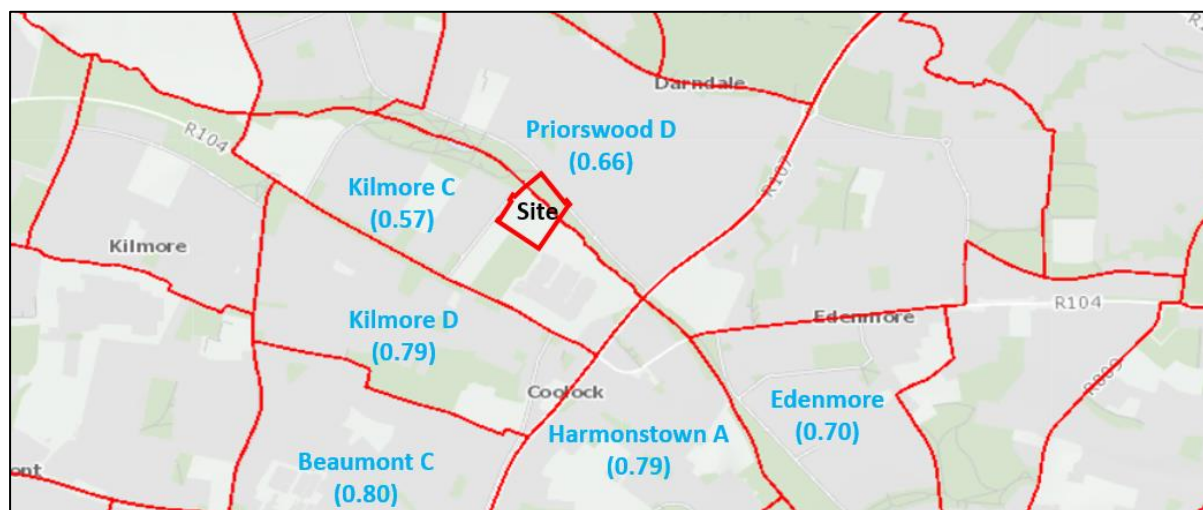 Darndale
R107
Priorswood D
(0.66)
R104
Kilmore C
(0.57)
Site
Kilmore
Kilmore D
(0.79)
R104
Edenmore
Coolock
Edenmore
(0.70)
Harmonstown A
(0.79)
Beaumont C
(0.80)